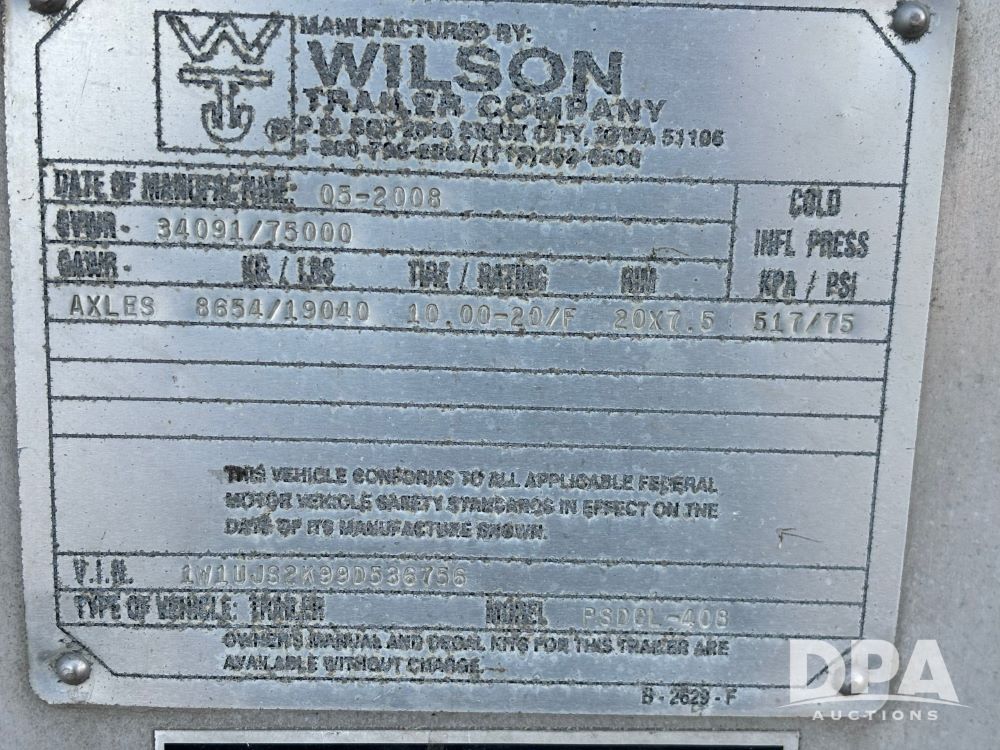 MANUFACTURED BY:
WILSON
TRAILER COMPANY
P.O. BOX SIOUX CITY, IOWA 51106
DATE OF MANUFACTURE: 05-2008
GVWR - 34091/75000
GAWR - KG / LBS TIRE / RATING RIM
COLD
INFL PRESS
KPA / PSI
AXLES 8654/19040 10.00-20/F 20X7.5 517/75
THIS VEHICLE CONFORMS TO ALL APPLICABLE FEDERAL
MOTOR VEHICLE SAFETY STANDARDS IN EFFECT ON THE
DATE OF ITS MANUFACTURE SHOWN.
V.I.N. 1W1UJS2K99D536756
TYPE OF VEHICLE: TRAILER MODEL PSDCL-408
OWNERS MANUAL AND DECAL KITS FOR THIS TRAILER ARE
AVAILABLE WITHOUT CHARGE.
B - 2629 - F
DPA
AUCTIONS